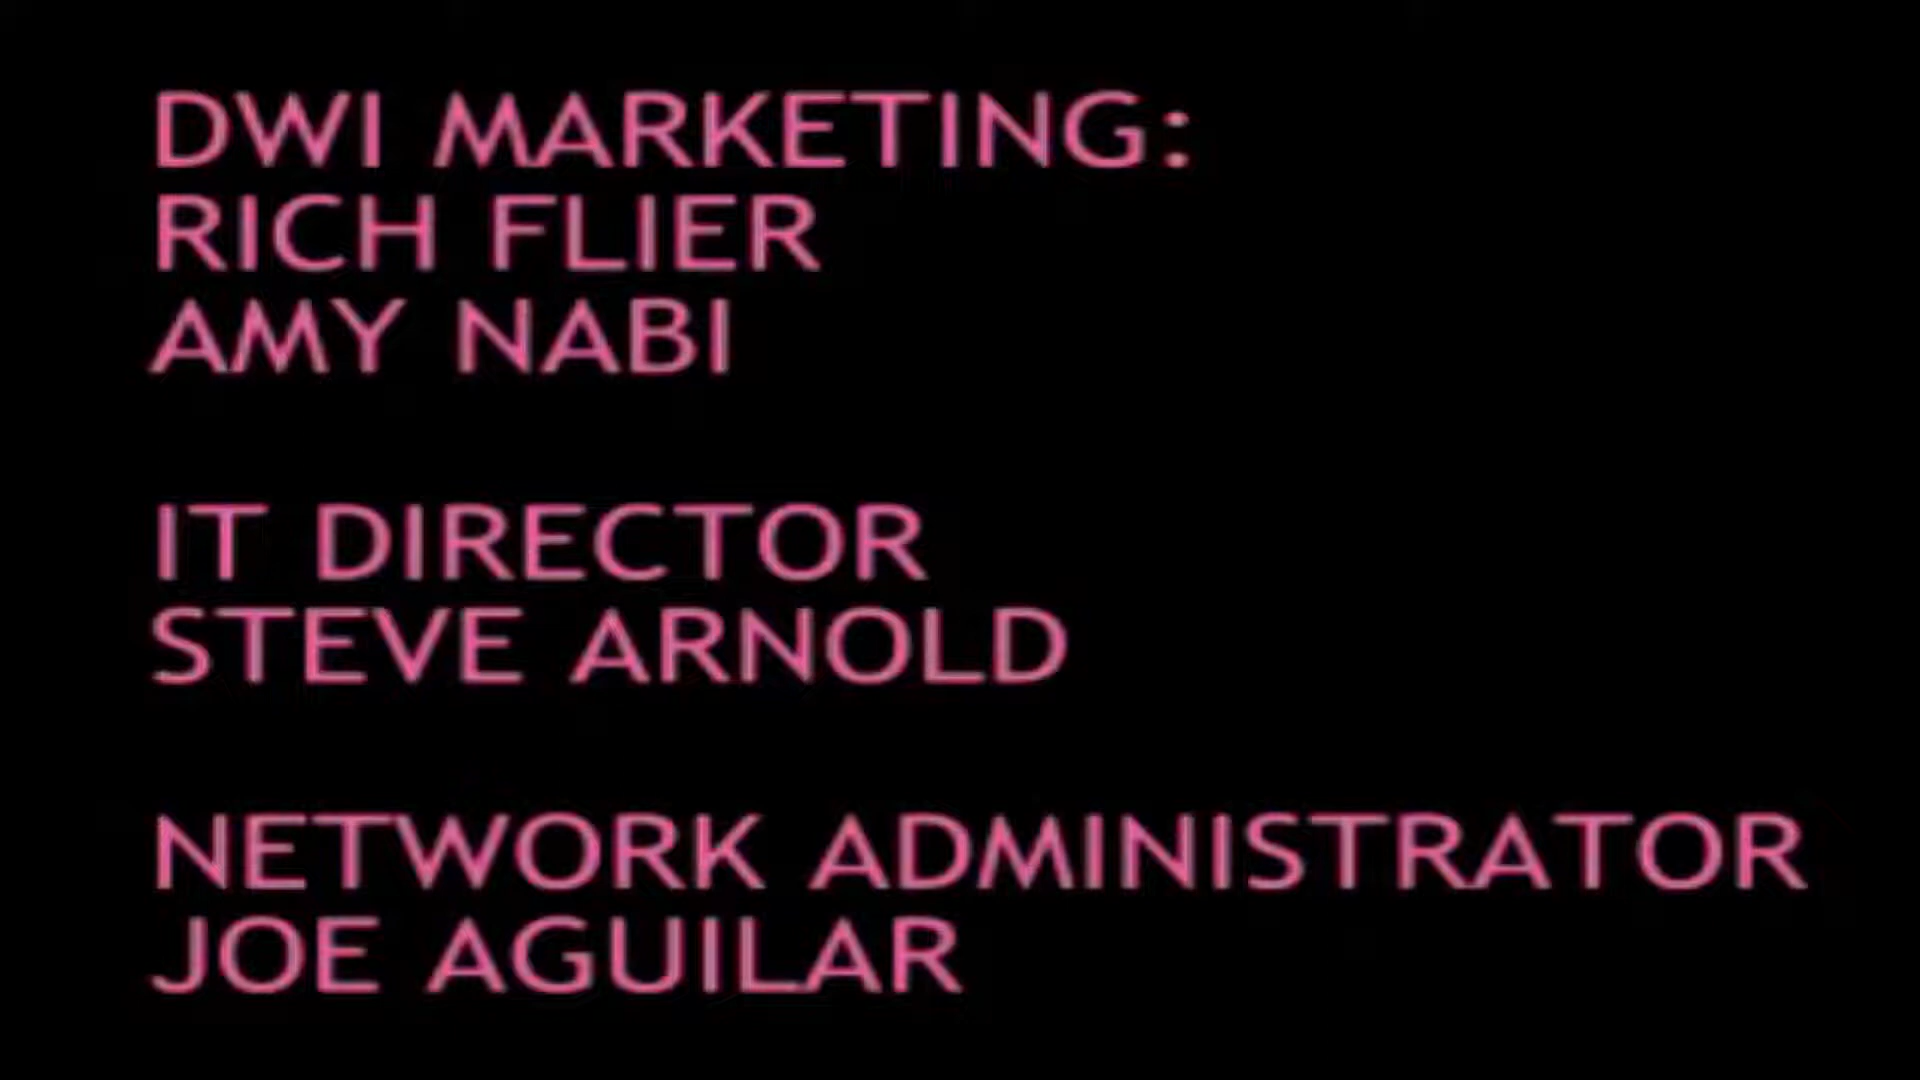 DWI MARKETING:
RICH FLIER
AMY NABI
IT DIRECTOR
STEVE ARNOLD
NETWORK ADMINISTRATOR
JOE AGUILAR